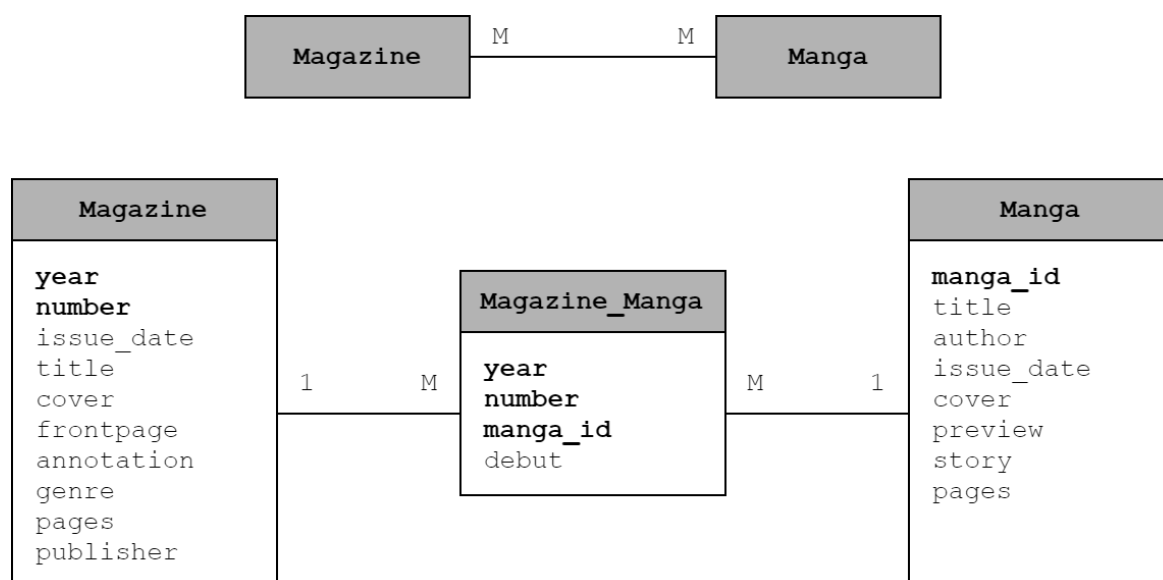 Magazine
M
M
Manga
Magazine
year
number
issue_date
title
cover
frontpage
annotation
genre
pages
publisher
1
M
Magazine_Manga
year
number
manga_id
debut
M
1
Manga
manga_id
title
author
issue_date
cover
preview
story
pages